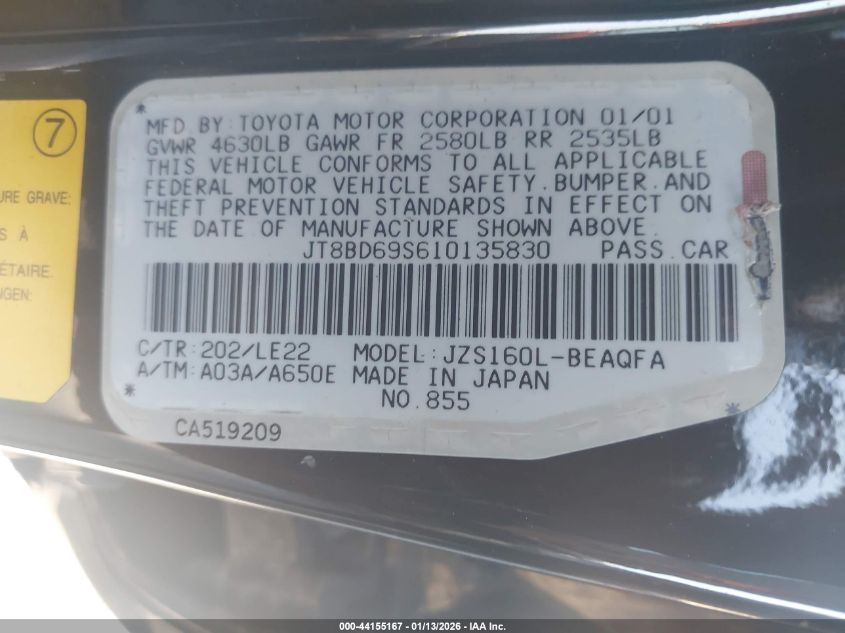 7
URE GRAVE:
S À
ÉTAIRE.
NGEN:
MFD BY: TOYOTA MOTOR CORPORATION 01/01
GVWR 4630LB GAWR FR 2580LB RR 2535LB
THIS VEHICLE CONFORMS TO ALL APPLICABLE
FEDERAL MOTOR VEHICLE SAFETY, BUMPER, AND
THEFT PREVENTION STANDARDS IN EFFECT ON
THE DATE OF MANUFACTURE SHOWN ABOVE.
JT8BD69S610135830 PASS. CAR
C/TR: 202/LE22 MODEL: JZS160L-BEAQFA
A/TM: A03A/A650E MADE IN JAPAN
NO. 855
CA519209
000-44155167 - 01/13/2026 - IAA Inc.